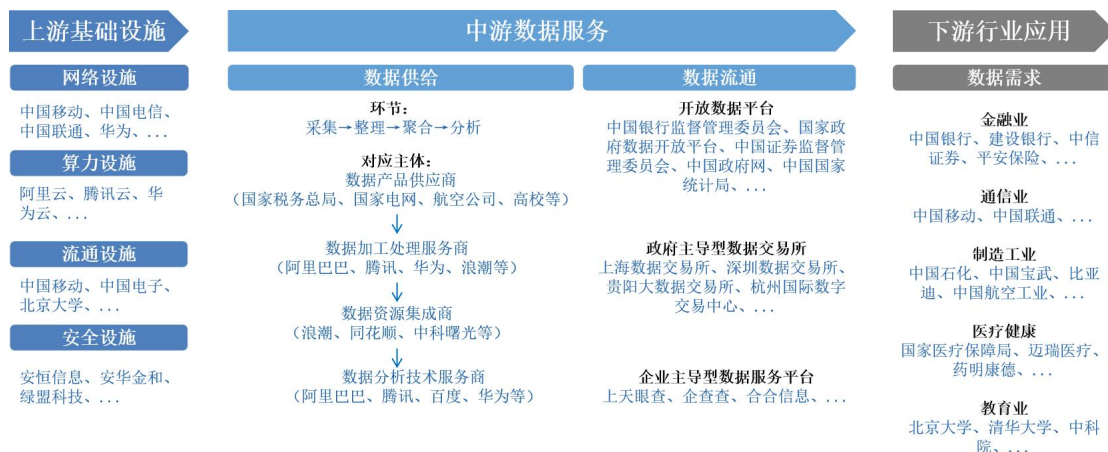 上游基础设施
网络设施
中国移动、中国电信、
中国联通、华为、...
算力设施
阿里云、腾讯云、华
为云、...
流通设施
中国移动、中国电子、
北京大学、...
安全设施
安恒信息、安华金和、
绿盟科技、...
中游数据服务
数据供给
环节：
采集→整理→聚合→分析
对应主体：
数据产品供应商
（国家税务总局、国家电网、航空公司、高校等）
数据加工处理服务商
（阿里巴巴、腾讯、华为、浪潮等）
数据资源集成商
（浪潮、同花顺、中科曙光等）
数据分析技术服务商
（阿里巴巴、腾讯、百度、华为等）
数据流通
开放数据平台
中国银行监督管理委员会、国家政
府数据开放平台、中国证券监督管
理委员会、中国政府网、中国国家
统计局、...
政府主导型数据交易所
上海数据交易所、深圳数据交易所、
贵阳大数据交易所、杭州国际数字
交易中心、...
企业主导型数据服务平台
上天眼查、企查查、合合信息、...
下游行业应用
数据需求
金融业
中国银行、建设银行、中信
证券、平安保险、...
通信业
中国移动、中国联通、...
制造工业
中国石化、中国宝武、比亚
迪、中国航空工业、...
医疗健康
国家医疗保障局、迈瑞医疗、
药明康德、...
教育业
北京大学、清华大学、中科
院、...